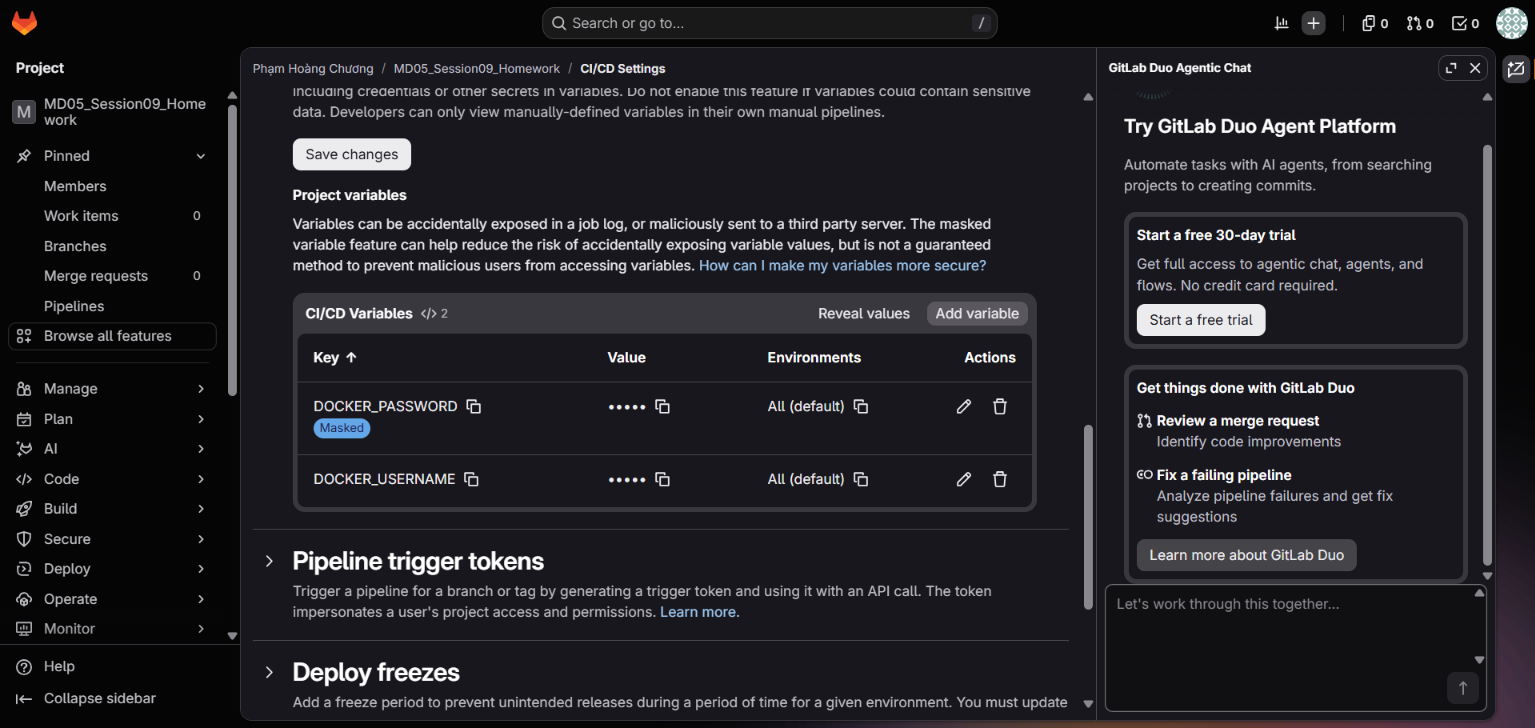 Search or go to...
/
0
0
0
Project
M
MD05_Session09_Home
work
Pinned
Members
Work items 0
Branches
Merge requests 0
Pipelines
Browse all features
Manage
Plan
AI
Code
Build
Secure
Deploy
Operate
Monitor
Help
Collapse sidebar
Phạm Hoàng Chương / MD05_Session09_Homework / CI/CD Settings
including credentials or other secrets in variables. Do not enable this feature if variables could contain sensitive
data. Developers can only view manually-defined variables in their own manual pipelines.
Save changes
Project variables
Variables can be accidentally exposed in a job log, or maliciously sent to a third party server. The masked
variable feature can help reduce the risk of accidentally exposing variable values, but is not a guaranteed
method to prevent malicious users from accessing variables. How can I make my variables more secure?
CI/CD Variables </> 2 Reveal values Add variable
Key ↑ Value Environments Actions
DOCKER_PASSWORD ••••• All (default)
Masked
DOCKER_USERNAME ••••• All (default)
Pipeline trigger tokens
Trigger a pipeline for a branch or tag by generating a trigger token and using it with an API call. The token
impersonates a user's project access and permissions. Learn more.
Deploy freezes
Add a freeze period to prevent unintended releases during a period of time for a given environment. You must update
GitLab Duo Agentic Chat
Try GitLab Duo Agent Platform
Automate tasks with AI agents, from searching
projects to creating commits.
Start a free 30-day trial
Get full access to agentic chat, agents, and
flows. No credit card required.
Start a free trial
Get things done with GitLab Duo
Review a merge request
Identify code improvements
Fix a failing pipeline
Analyze pipeline failures and get fix
suggestions
Learn more about GitLab Duo
Let's work through this together...